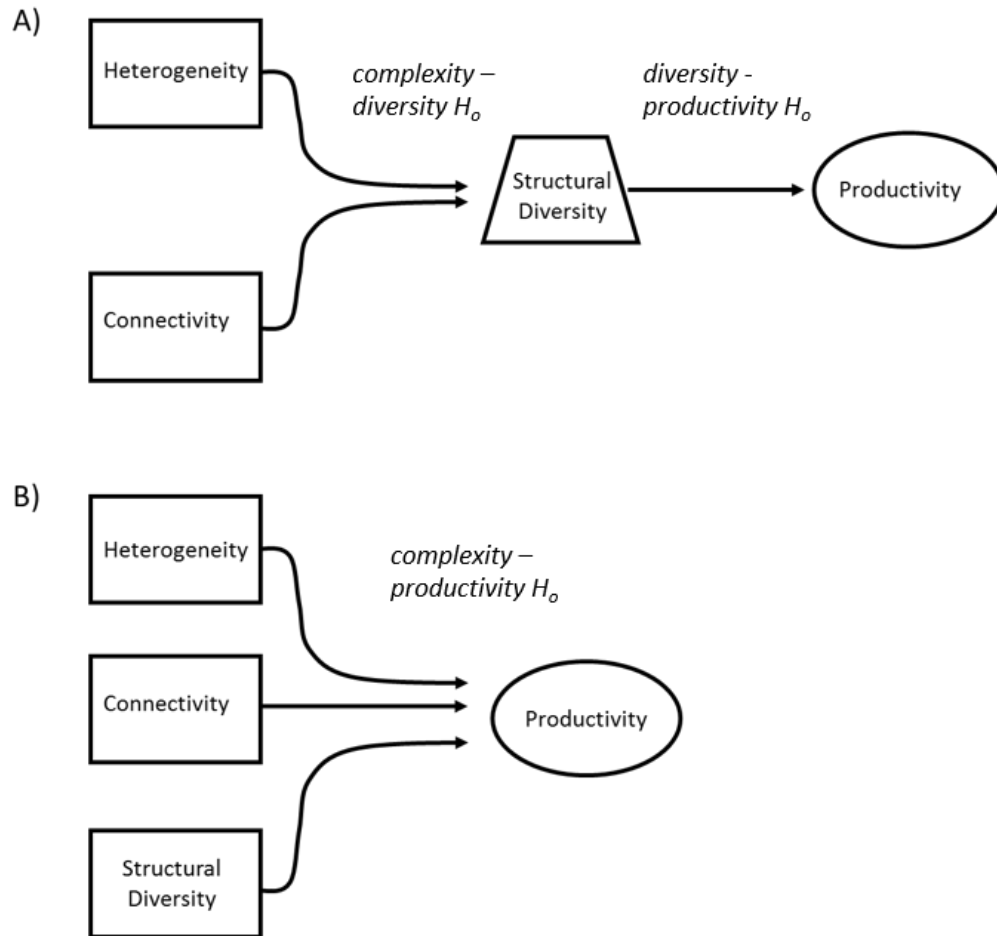 A)
Heterogeneity
complexity –
diversity Ho
diversity -
productivity Ho
Structural
Diversity
Productivity
Connectivity
B)
Heterogeneity
complexity –
productivity Ho
Connectivity
Productivity
Structural
Diversity